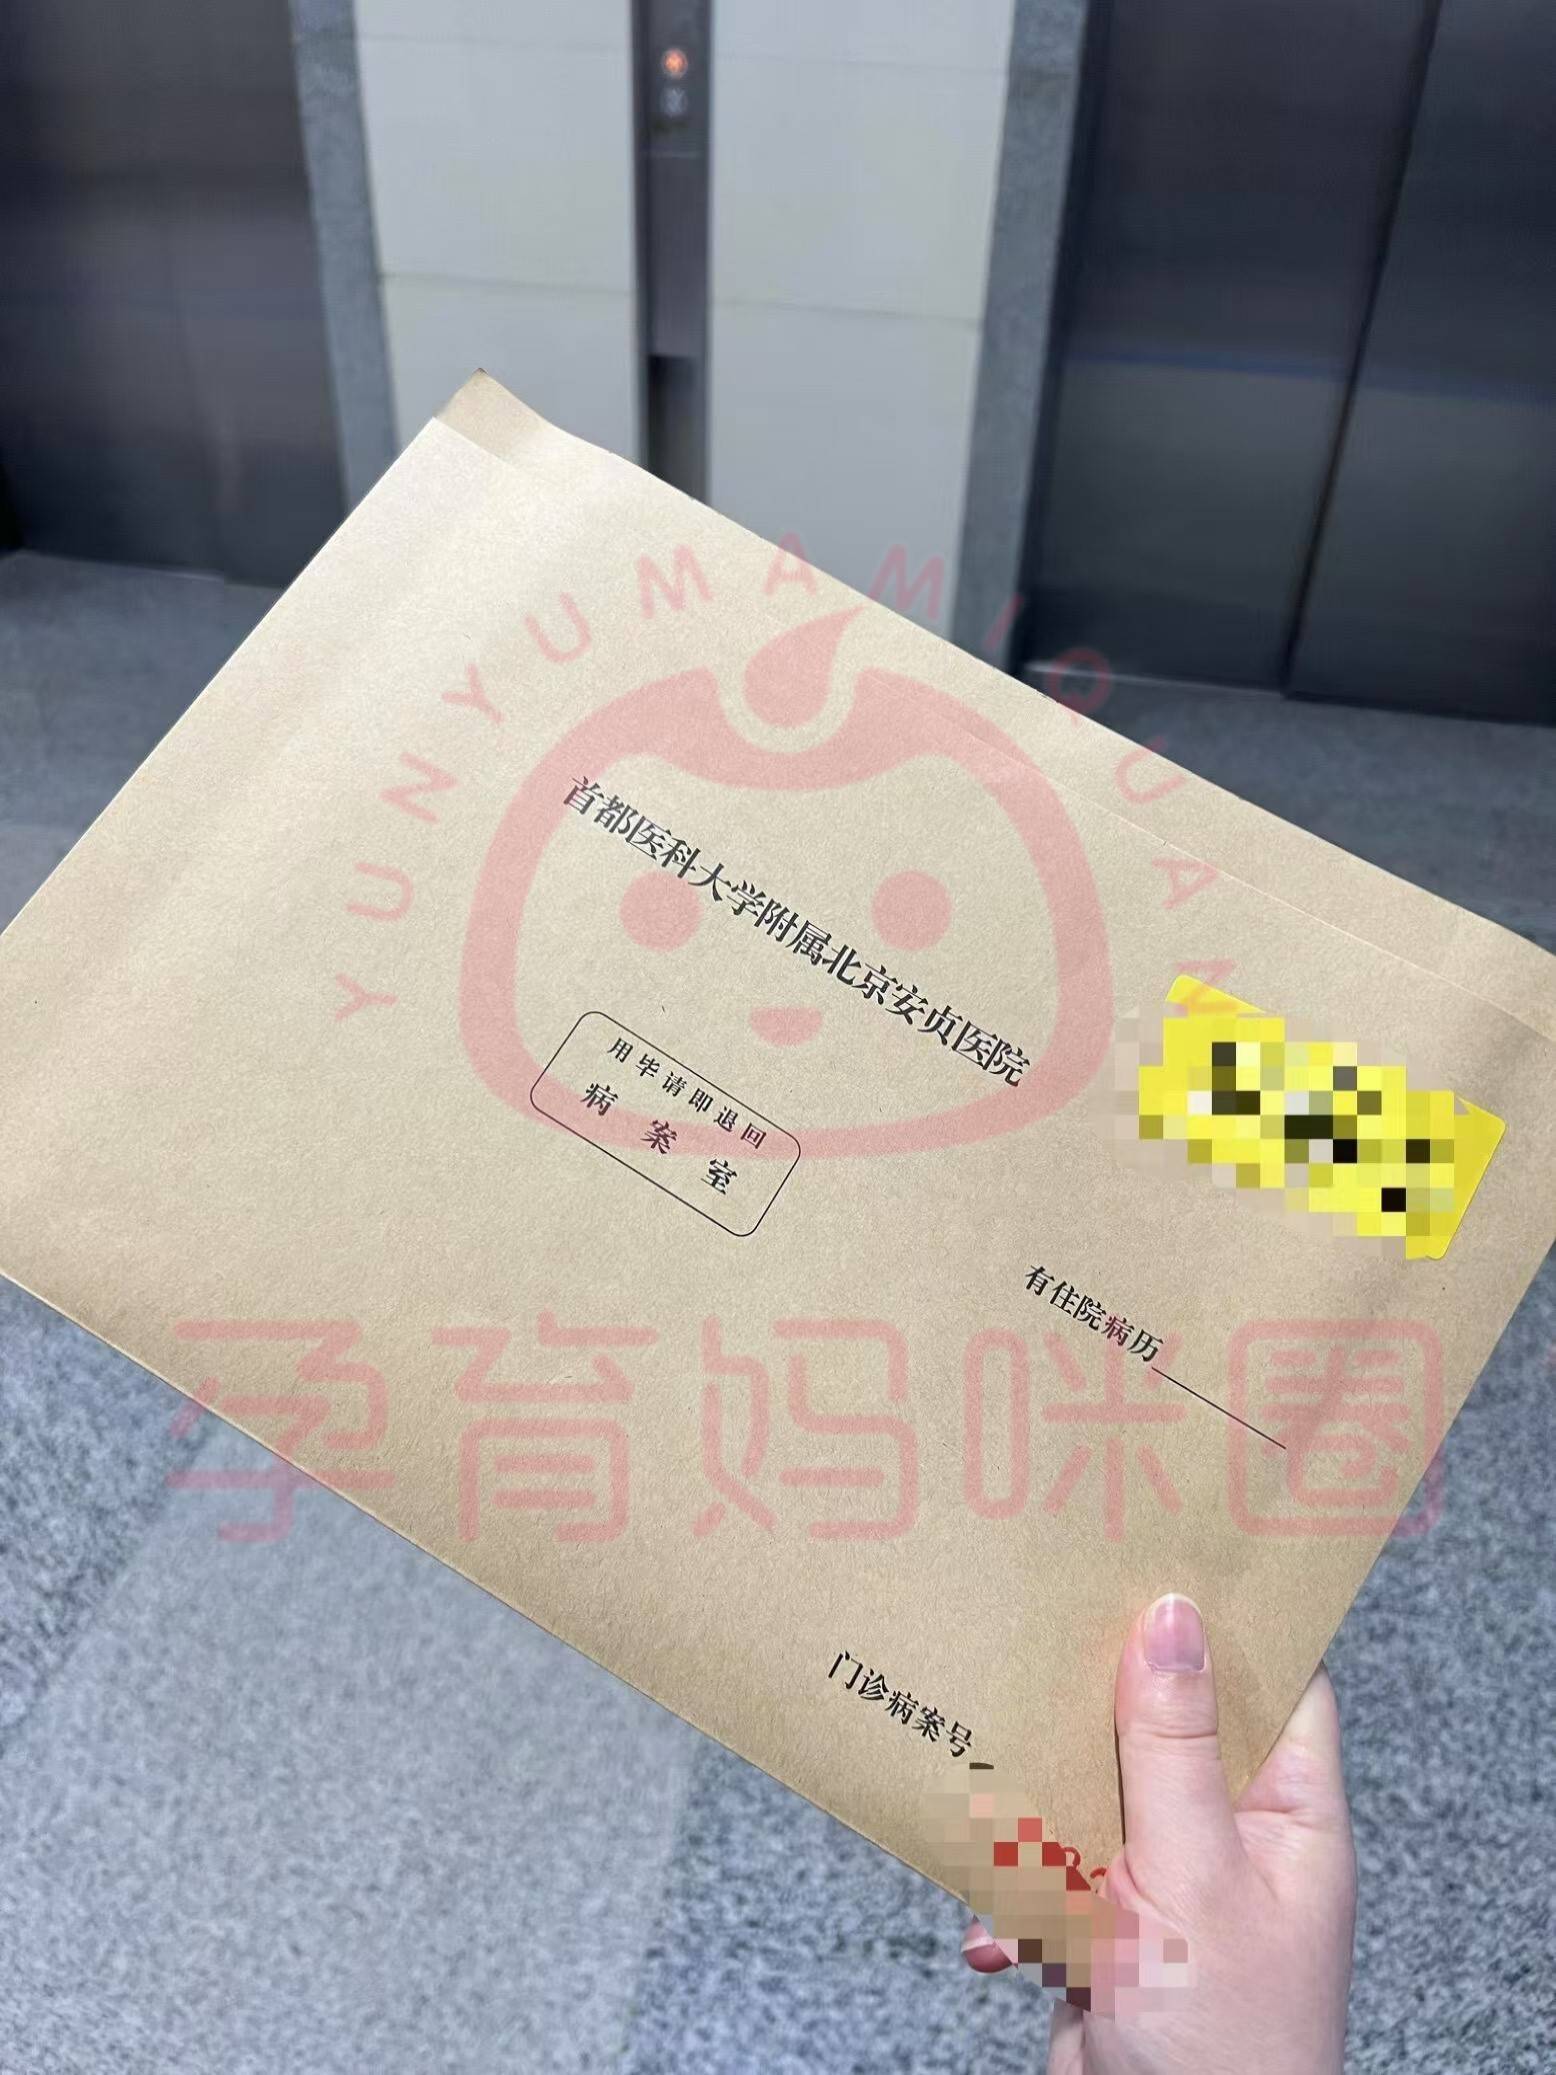 YUNYUMAMIQUAN
首都医科大学附属北京安贞医院
用毕请即退回
病案室
有住院病历
孕育妈咪圈
门诊病案号